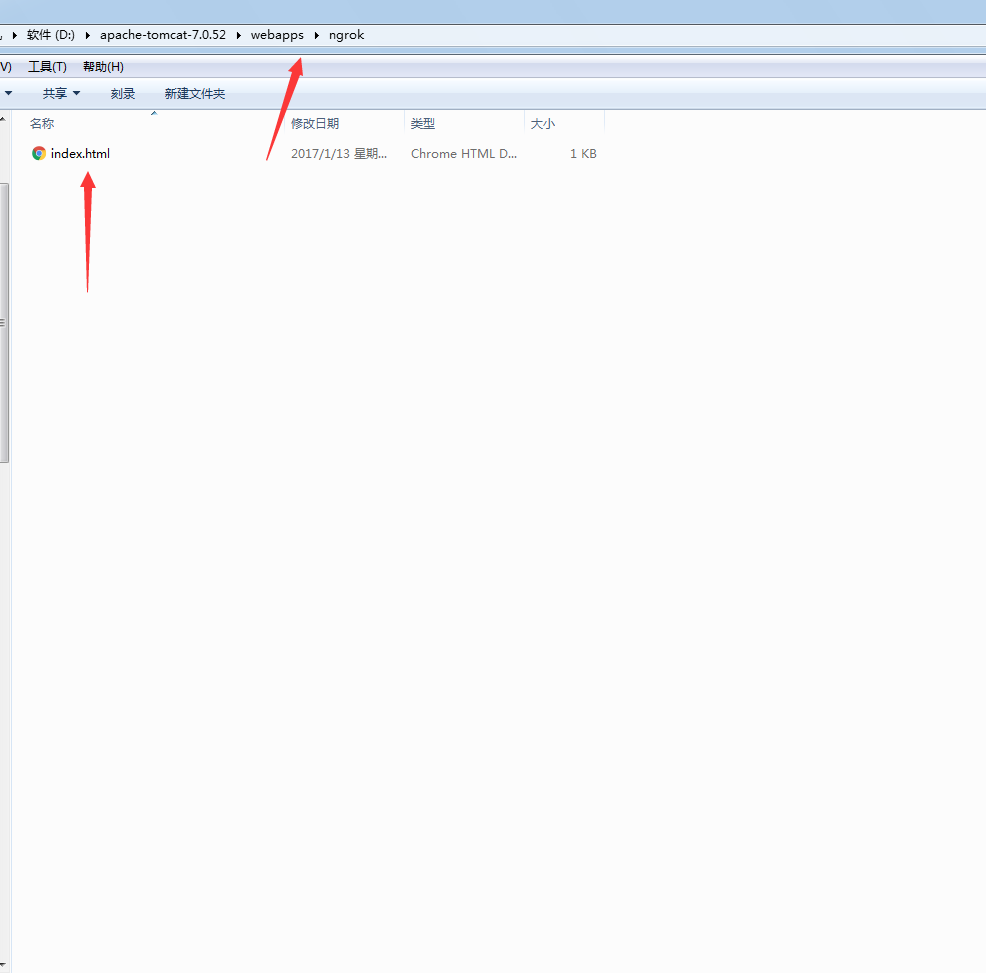 软件 (D:) apache-tomcat-7.0.52 webapps ngrok
V) 工具(T) 帮助(H)
共享 刻录 新建文件夹
名称 修改日期 类型 大小
index.html 2017/1/13 星期... Chrome HTML D... 1 KB